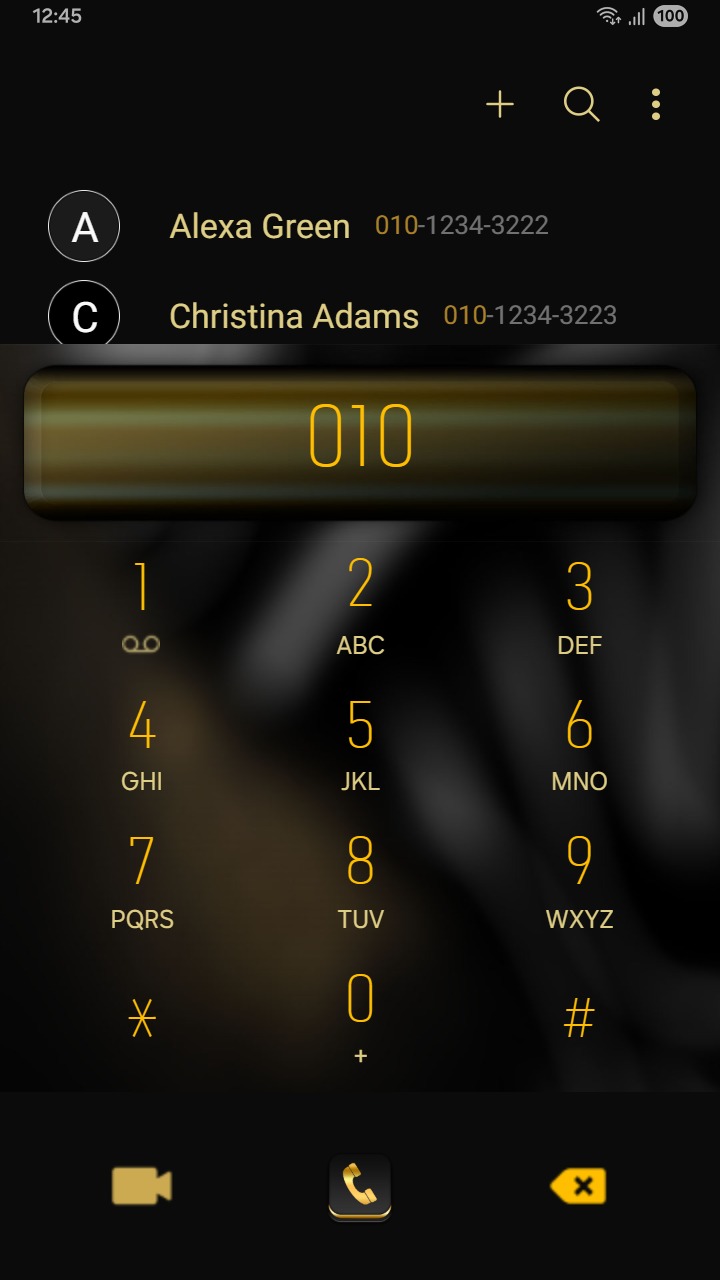 12:45 100
A Alexa Green 010-1234-3222
C Christina Adams 010-1234-3223
010
1 2 3
ABC DEF
4 5 6
GHI JKL MNO
7 8 9
PQRS TUV WXYZ
* 0 #
+